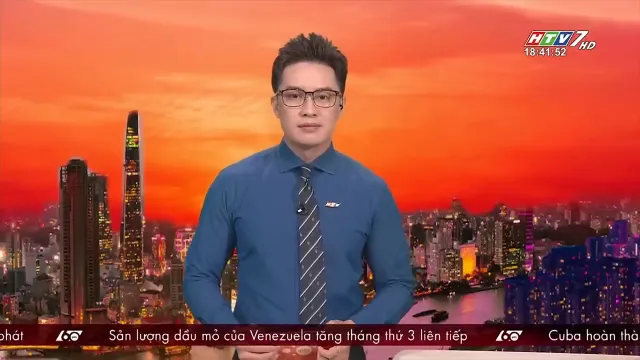 HTV7 HD
18:41:52
HTV
phát 60 Sản lượng dầu mỏ của Venezuela tăng tháng thứ 3 liên tiếp 60 Cuba hoàn